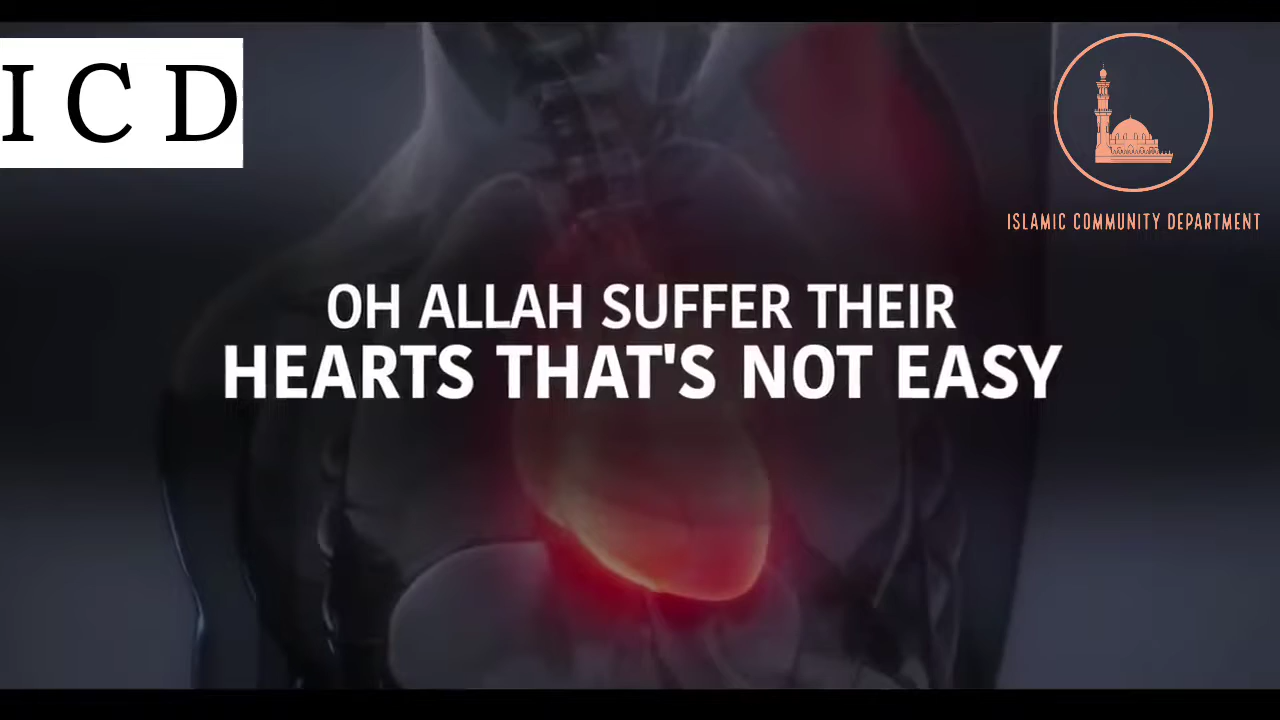 I C D
ISLAMIC COMMUNITY DEPARTMENT
OH ALLAH SUFFER THEIR
HEARTS THAT'S NOT EASY